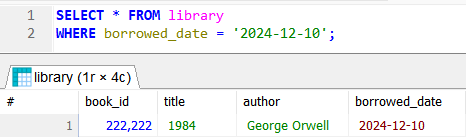 1 SELECT * FROM library
2 WHERE borrowed_date = '2024-12-10';
library (1r × 4c)
# book_id title author borrowed_date
1 222,222 1984 George Orwell 2024-12-10